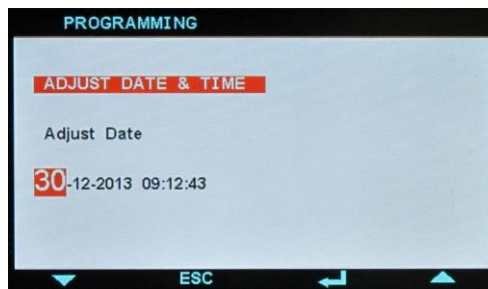 PROGRAMMING
ADJUST DATE & TIME
Adjust Date
30-12-2013 09:12:43
ESC